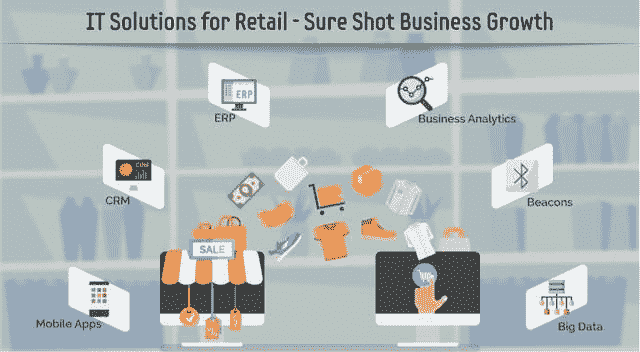 IT Solutions for Retail - Sure Shot Business Growth
ERP
ERP
Business Analytics
CRM
Beacons
SALE
Mobile Apps
Big Data